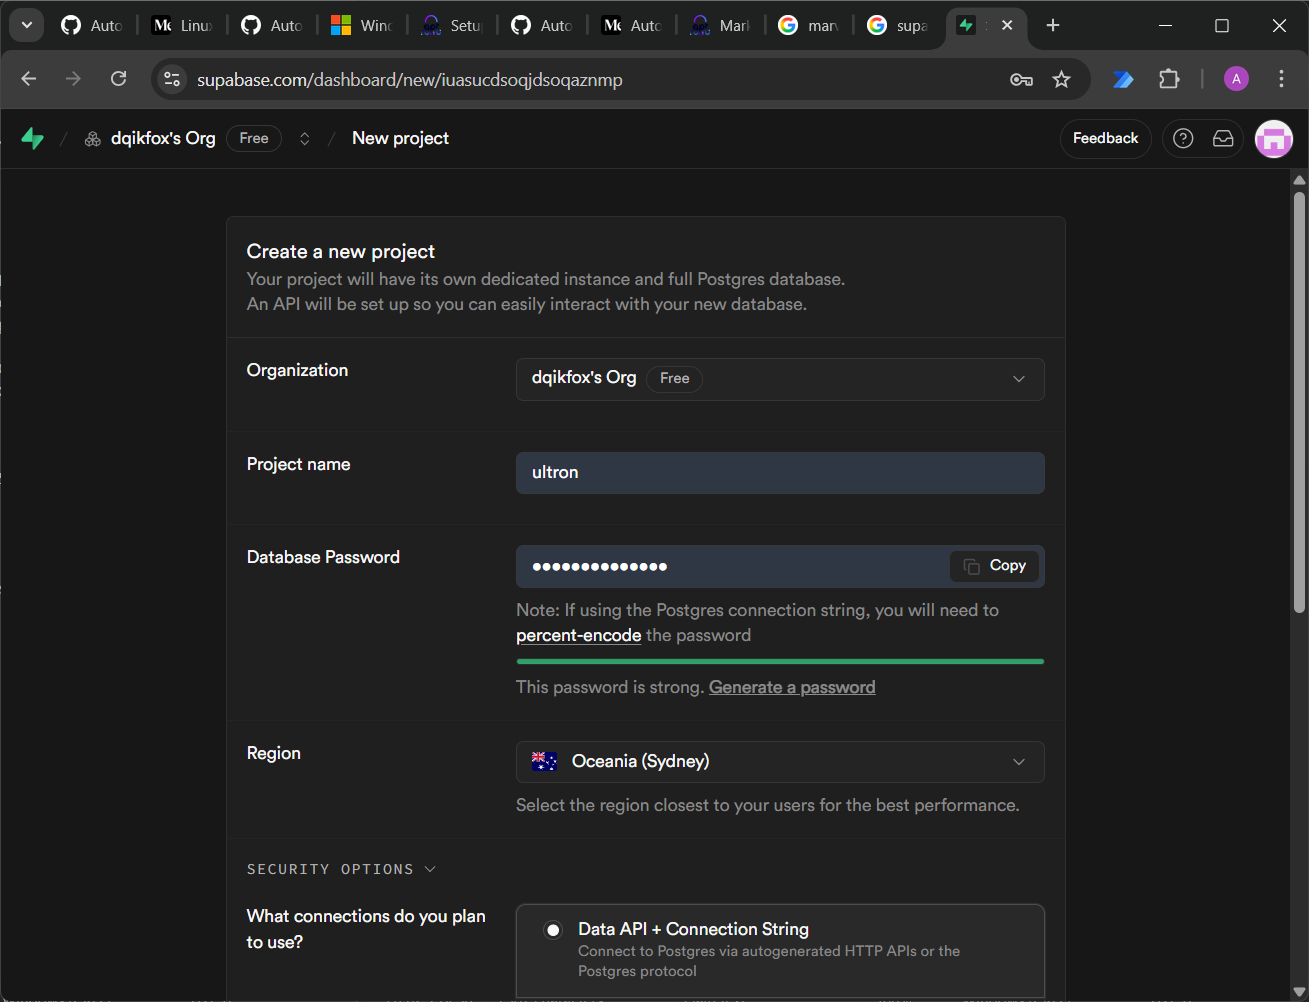 Auto
Linux
Auto
Wind
Setu
Auto
Auto
Mark
marv
supa
supabase.com/dashboard/new/iuasucdsoqjdsoqaznmp
A
dqikfox's Org
Free
New project
Feedback
Create a new project
Your project will have its own dedicated instance and full Postgres database.
An API will be set up so you can easily interact with your new database.
Organization
dqikfox's Org Free
Project name
ultron
Database Password
••••••••••••••
Copy
Note: If using the Postgres connection string, you will need to
percent-encode the password
This password is strong. Generate a password
Region
Oceania (Sydney)
Select the region closest to your users for the best performance.
SECURITY OPTIONS
What connections do you plan
to use?
Data API + Connection String
Connect to Postgres via autogenerated HTTP APIs or the
Postgres protocol